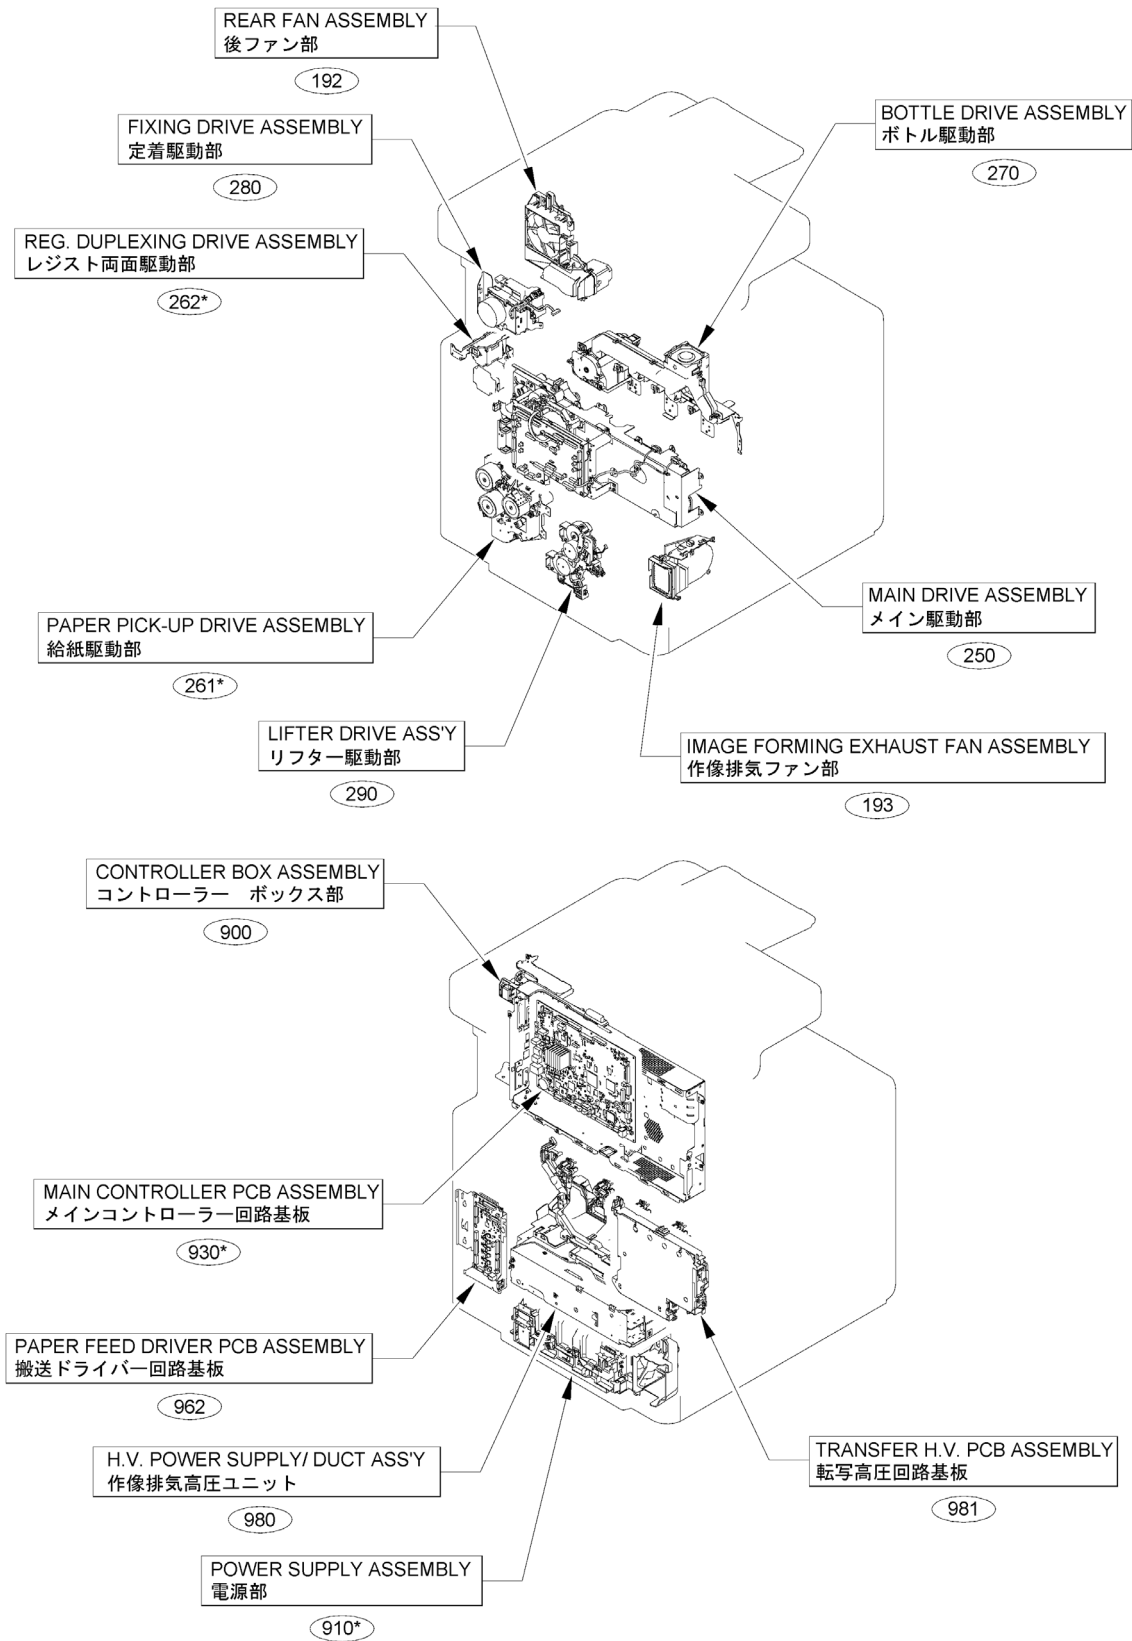 REAR FAN ASSEMBLY
後ファン部
192
FIXING DRIVE ASSEMBLY
定着駆動部
280
BOTTLE DRIVE ASSEMBLY
ボトル駆動部
270
REG. DUPLEXING DRIVE ASSEMBLY
レジスト両面駆動部
262*
MAIN DRIVE ASSEMBLY
メイン駆動部
250
PAPER PICK-UP DRIVE ASSEMBLY
給紙駆動部
261*
LIFTER DRIVE ASS'Y
リフター駆動部
290
IMAGE FORMING EXHAUST FAN ASSEMBLY
作像排気ファン部
193
CONTROLLER BOX ASSEMBLY
コントローラー　ボックス部
900
MAIN CONTROLLER PCB ASSEMBLY
メインコントローラー回路基板
930*
PAPER FEED DRIVER PCB ASSEMBLY
搬送ドライバー回路基板
962
H.V. POWER SUPPLY/ DUCT ASS'Y
作像排気高圧ユニット
980
TRANSFER H.V. PCB ASSEMBLY
転写高圧回路基板
981
POWER SUPPLY ASSEMBLY
電源部
910*